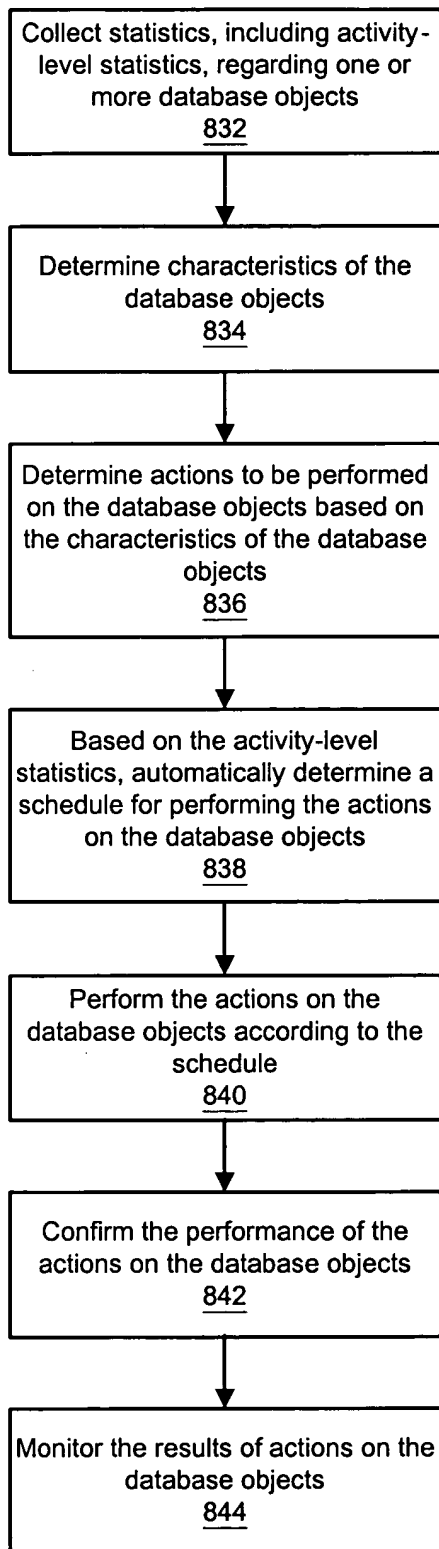 Collect statistics, including activity-
level statistics, regarding one or
more database objects
832
Determine characteristics of the
database objects
834
Determine actions to be performed
on the database objects based on
the characteristics of the database
objects
836
Based on the activity-level
statistics, automatically determine a
schedule for performing the actions
on the database objects
838
Perform the actions on the
database objects according to the
schedule
840
Confirm the performance of the
actions on the database objects
842
Monitor the results of actions on the
database objects
844